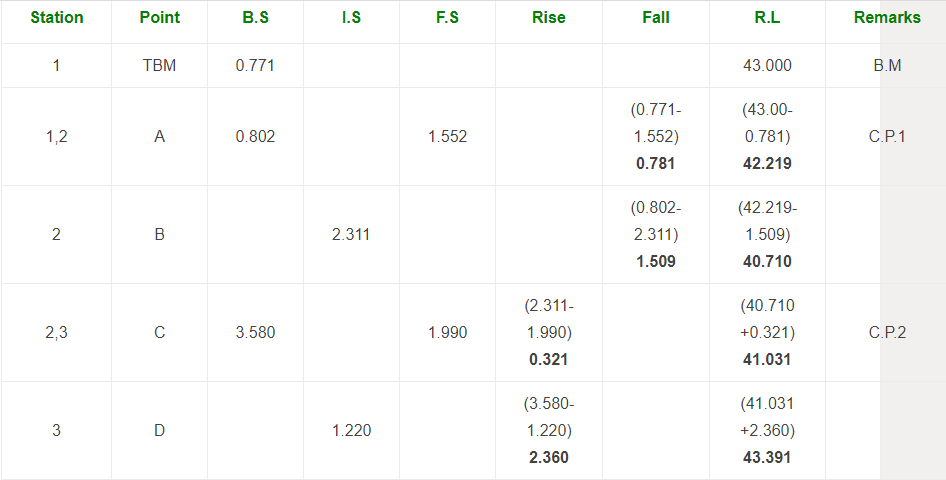 Station Point B.S I.S F.S Rise Fall R.L Remarks
1 TBM 0.771 43.000 B.M
(0.771- (43.00-
1,2 A 0.802 1.552 1.552) 0.781) C.P.1
0.781 42.219
(0.802- (42.219-
2 B 2.311 2.311) 1.509)
1.509 40.710
(2.311- (40.710
2,3 C 3.580 1.990 1.990) +0.321) C.P.2
0.321 41.031
(3.580- (41.031
3 D 1.220 1.220) +2.360)
2.360 43.391